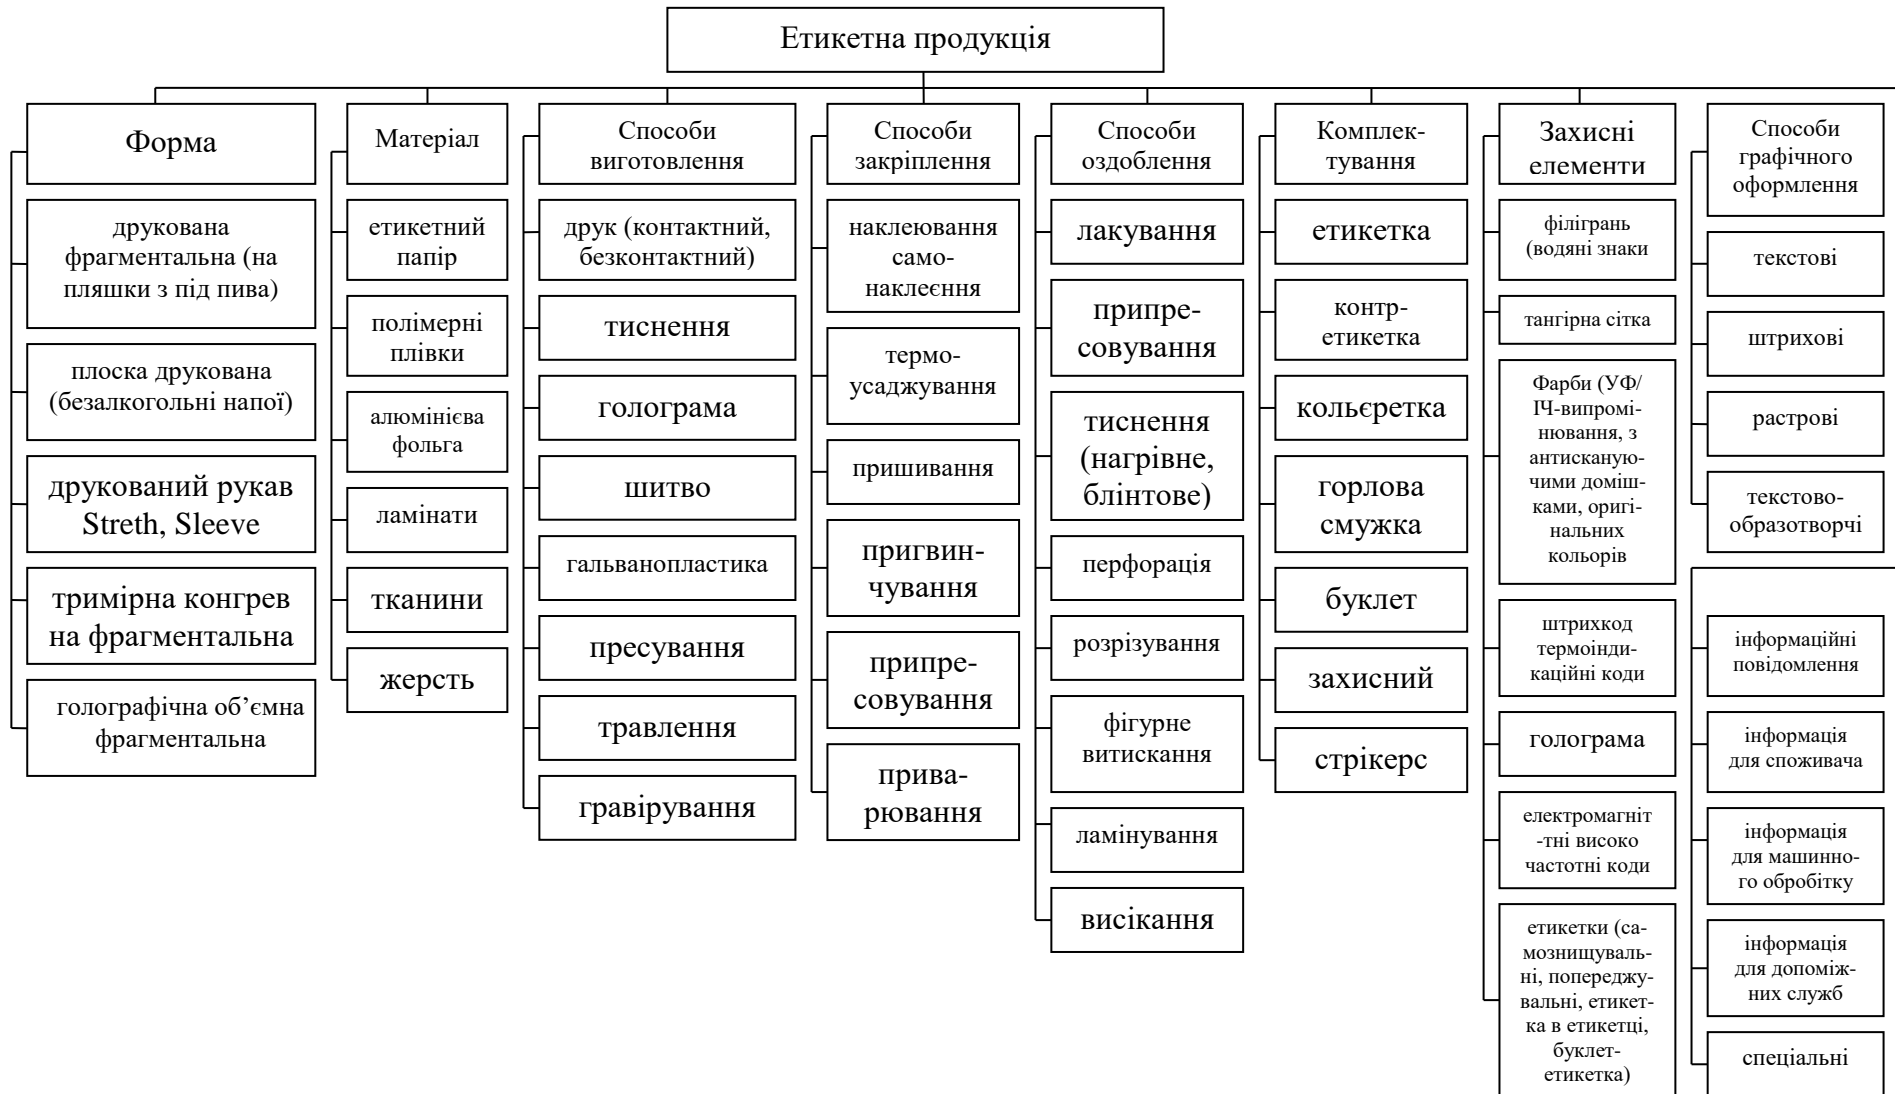 Етикетна продукція
Форма
друкована
фрагментальна (на
пляшки з під пива)
плоска друкована
(безалкогольні напої)
друкований рукав
Streth, Sleeve
тримірна конгрев
на фрагментальна
голографічна об’ємна
фрагментальна
Матеріал
етикетний
папір
полімерні
плівки
алюмінієва
фольга
ламінати
тканини
жерсть
Способи
виготовлення
друк (контактний,
безконтактний)
тиснення
голограма
шитво
гальванопластика
пресування
травлення
гравірування
Способи
закріплення
наклеювання
само-
наклеєння
термо-
усаджування
пришивання
пригвин-
чування
припре-
совування
прива-
рювання
Способи
оздоблення
лакування
припре-
совування
тиснення
(нагрівне,
блінтове)
перфорація
розрізування
фігурне
витискання
ламінування
висікання
Комплек-
тування
етикетка
контр-
етикетка
кольєретка
горлова
смужка
буклет
захисний
стрікерс
Захисні
елементи
філігрань
(водяні знаки
тангірна сітка
Фарби (УФ/
ІЧ-випромі-
нювання, з
антискану-
чими доміш-
ками, оригі-
нальних
кольорів
штрихкод
термоінди-
каційні коди
голограма
електромагніт
-тні високо
частотні коди
етикетки (са-
мознищуваль-
ні, попереджу-
вальні, етикет-
ка в етикетці,
буклет-
етикетка)
Способи
графічного
оформлення
текстові
штрихові
растрові
текстово-
образотворчі
інформаційні
повідомлення
інформація
для споживача
інформація
для машинно-
го обробітку
інформація
для допоміж-
них служб
спеціальні